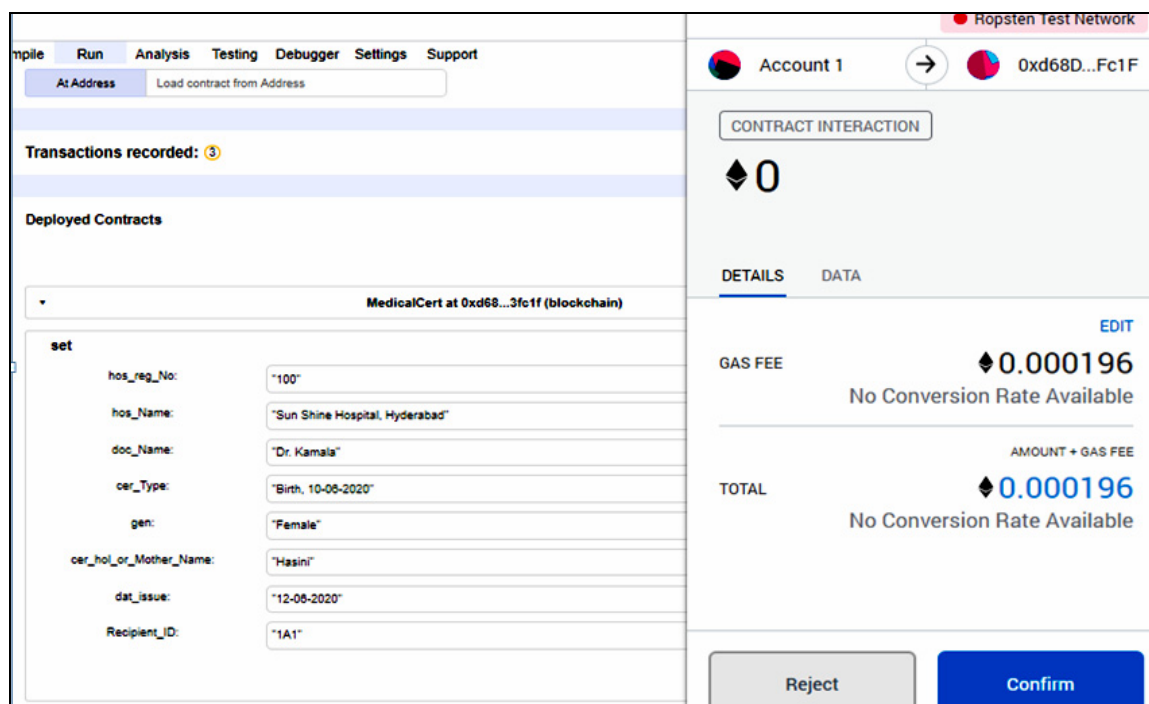 mpile Run Analysis Testing Debugger Settings Support
At Address Load contract from Address
Transactions recorded: 3
Deployed Contracts
MedicalCert at 0xd68...3fc1f (blockchain)
set
hos_reg_No: "100"
hos_Name: "Sun Shine Hospital, Hyderabad"
doc_Name: "Dr. Kamala"
cer_Type: "Birth, 10-06-2020"
gen: "Female"
cer_hol_or_Mother_Name: "Hasini"
dat_issue: "12-06-2020"
Recipient_ID: "1A1"
Ropsten Test Network
Account 1 0xd68D...Fc1F
CONTRACT INTERACTION
0
DETAILS DATA
EDIT
GAS FEE 0.000196
No Conversion Rate Available
AMOUNT + GAS FEE
TOTAL 0.000196
No Conversion Rate Available
Reject Confirm